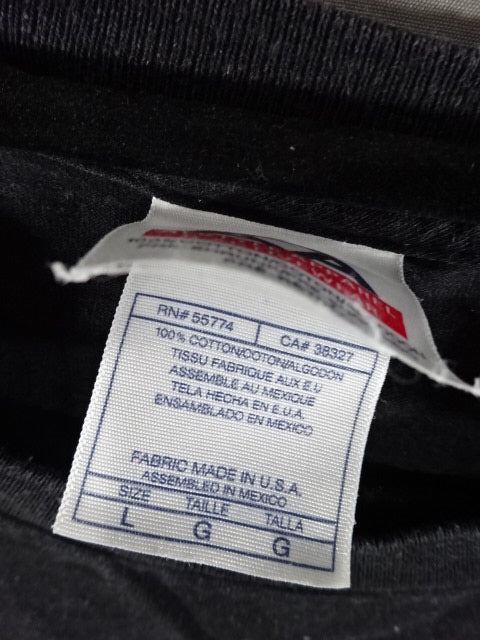 RN# 55774
CA# 38327
100% COTTON/COTON/ALGODON
TISSU FABRIQUE AUX E.U
ASSEMBLE AU MEXIQUE
TELA HECHA EN E.U.A.
ENSAMBLADO EN MEXICO
FABRIC MADE IN U.S.A.
ASSEMBLED IN MEXICO
SIZE TAILLE TALLA
L G G